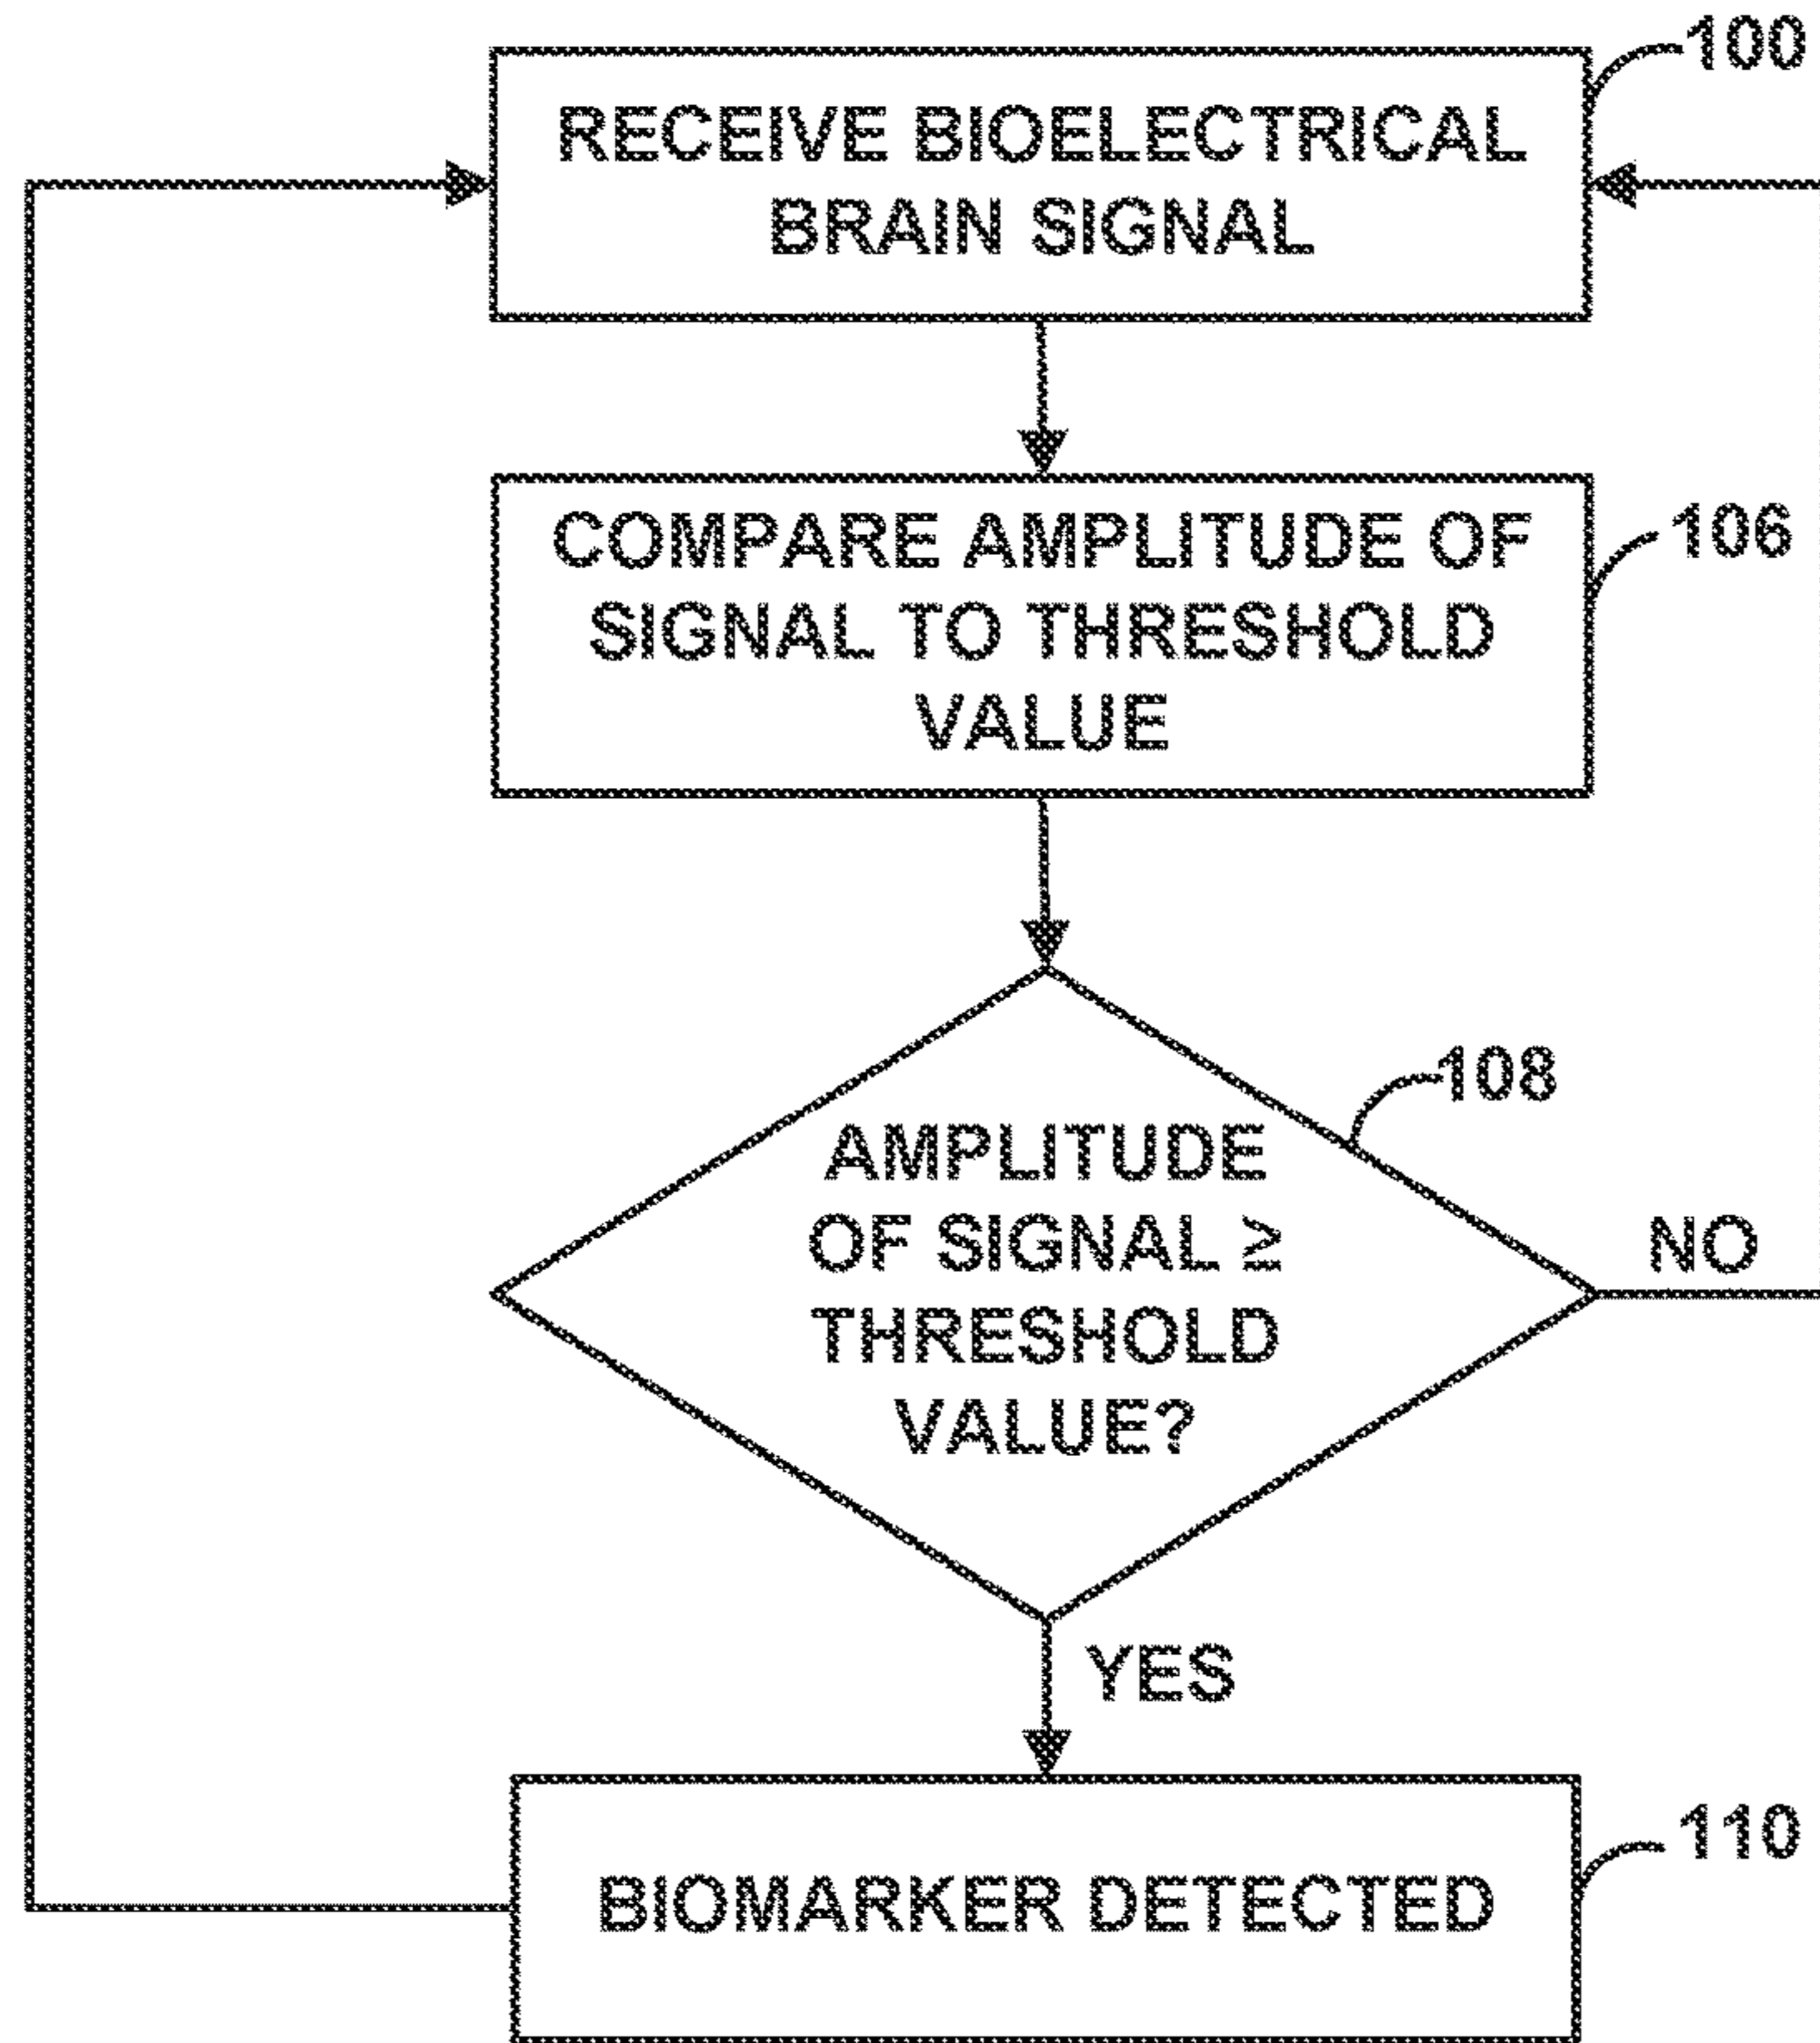 100
RECEIVE BIOELECTRICAL
BRAIN SIGNAL
COMPARE AMPLITUDE OF
SIGNAL TO THRESHOLD
VALUE
106
108
AMPLITUDE
OF SIGNAL ≥
THRESHOLD
VALUE?
NO
YES
BIOMARKER DETECTED
110